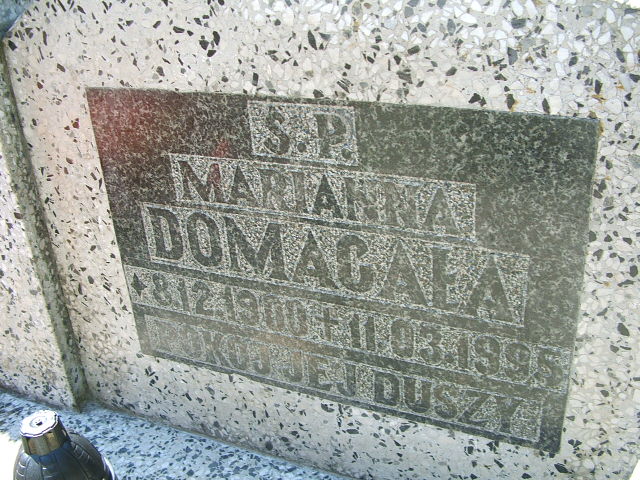 Ś.P.
MARIANNA
DOMAGAŁA
* 8.12.1900 † 11.03.1995
POKÓJ JEJ DUSZY